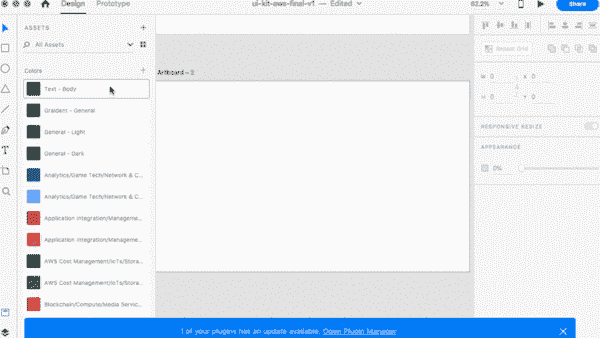 Design Prototype
ui-kit-aws-final-v1 — Edited
62.2%
Share
ASSETS
All Assets
Colors
Text - Body
Gradient - General
General - Light
General - Dark
Analytics/Game Tech/Network & C...
Analytics/Game Tech/Network & C...
Application Integration/Manageme...
Application Integration/Manageme...
AWS Cost Management/IoTs/Stora...
AWS Cost Management/IoTs/Stora...
Blockchain/Compute/Media Servic...
Artboard – 2
Repeat Grid
W 0 X 0
H 0 Y 0
RESPONSIVE RESIZE
APPEARANCE
0%
1 of your plugins has an update available. Open Plugin Manager